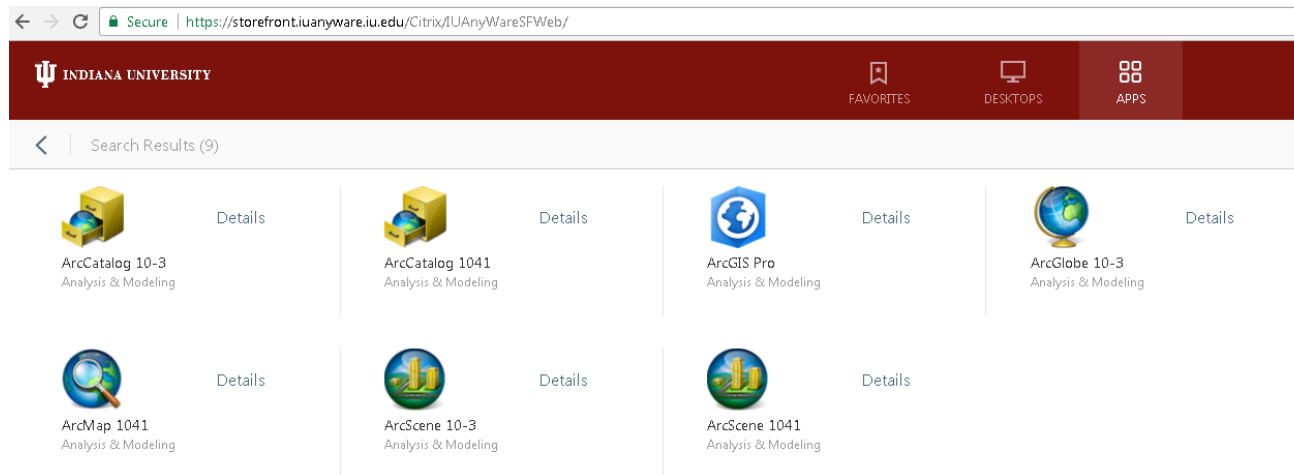 Secure | https://storefront.iuanyware.iu.edu/Citrix/IUAnyWareSFWeb/
INDIANA UNIVERSITY
FAVORITES DESKTOPS APPS
Search Results (9)
Details Details Details Details
ArcCatalog 10-3 ArcCatalog 1041 ArcGIS Pro ArcGlobe 10-3
Analysis & Modeling Analysis & Modeling Analysis & Modeling Analysis & Modeling
Details Details Details
ArcMap 1041 ArcScene 10-3 ArcScene 1041
Analysis & Modeling Analysis & Modeling Analysis & Modeling